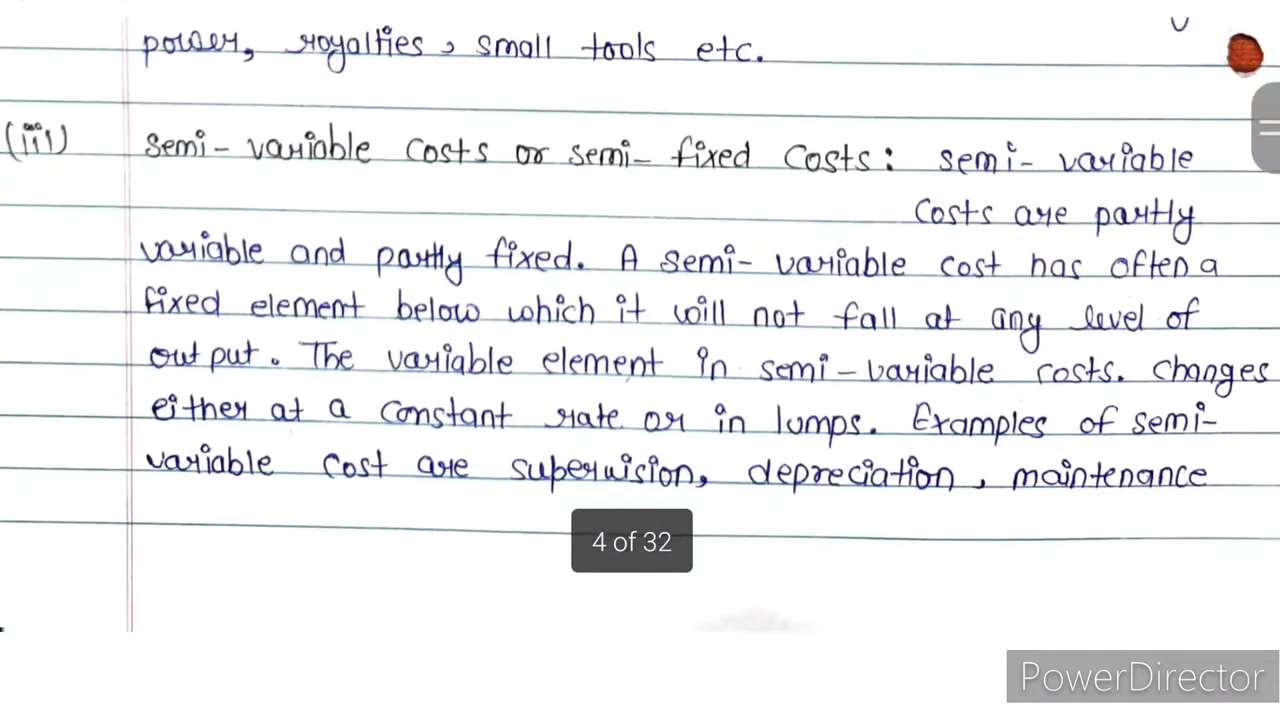 power, royalties, small tools etc.
(iii) Semi-variable costs or semi-fixed costs: semi-variable
costs are partly
variable and partly fixed. A semi-variable cost has often a
fixed element below which it will not fall at any level of
output. The variable element in semi-variable costs. changes
either at a constant rate or in lumps. Examples of semi-
variable cost are supervision, depreciation, maintenance
4 of 32
PowerDirector